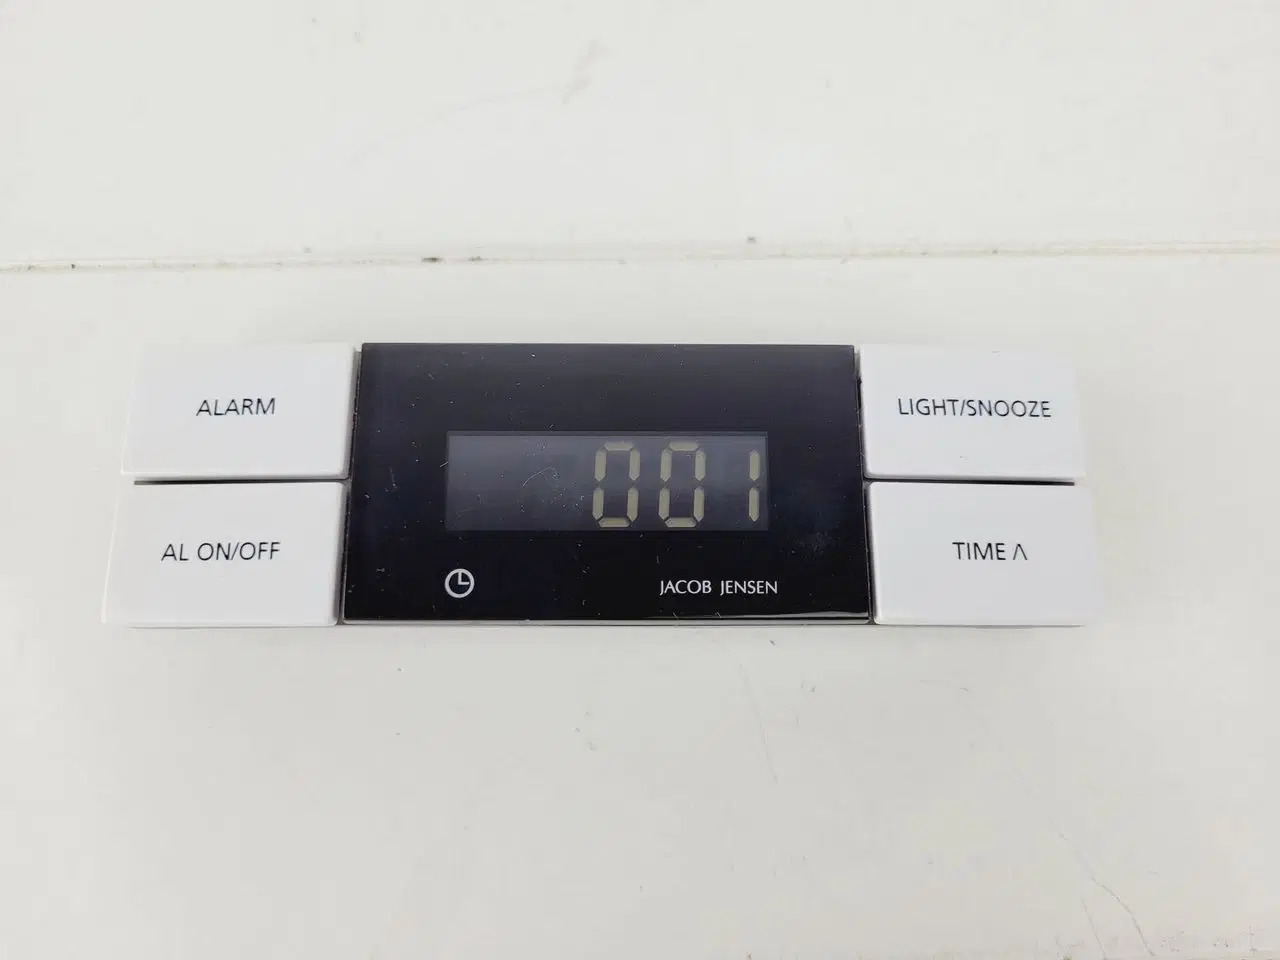 ALARM
LIGHT/SNOOZE
001
AL ON/OFF
TIME Λ
JACOB JENSEN